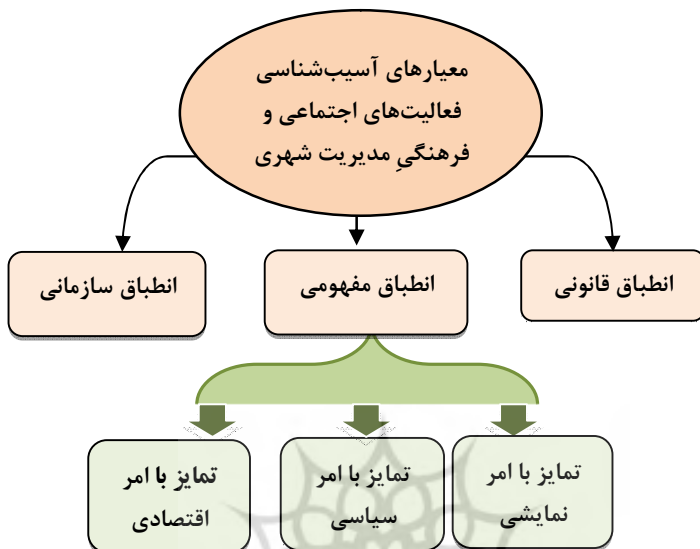 معیارهای آسیب‌شناسی
فعالیت‌های اجتماعی و
فرهنگیِ مدیریت شهری
انطباق قانونی
انطباق مفهومی
انطباق سازمانی
تمایز با امر
نمایشی
تمایز با امر
سیاسی
تمایز با امر
اقتصادی